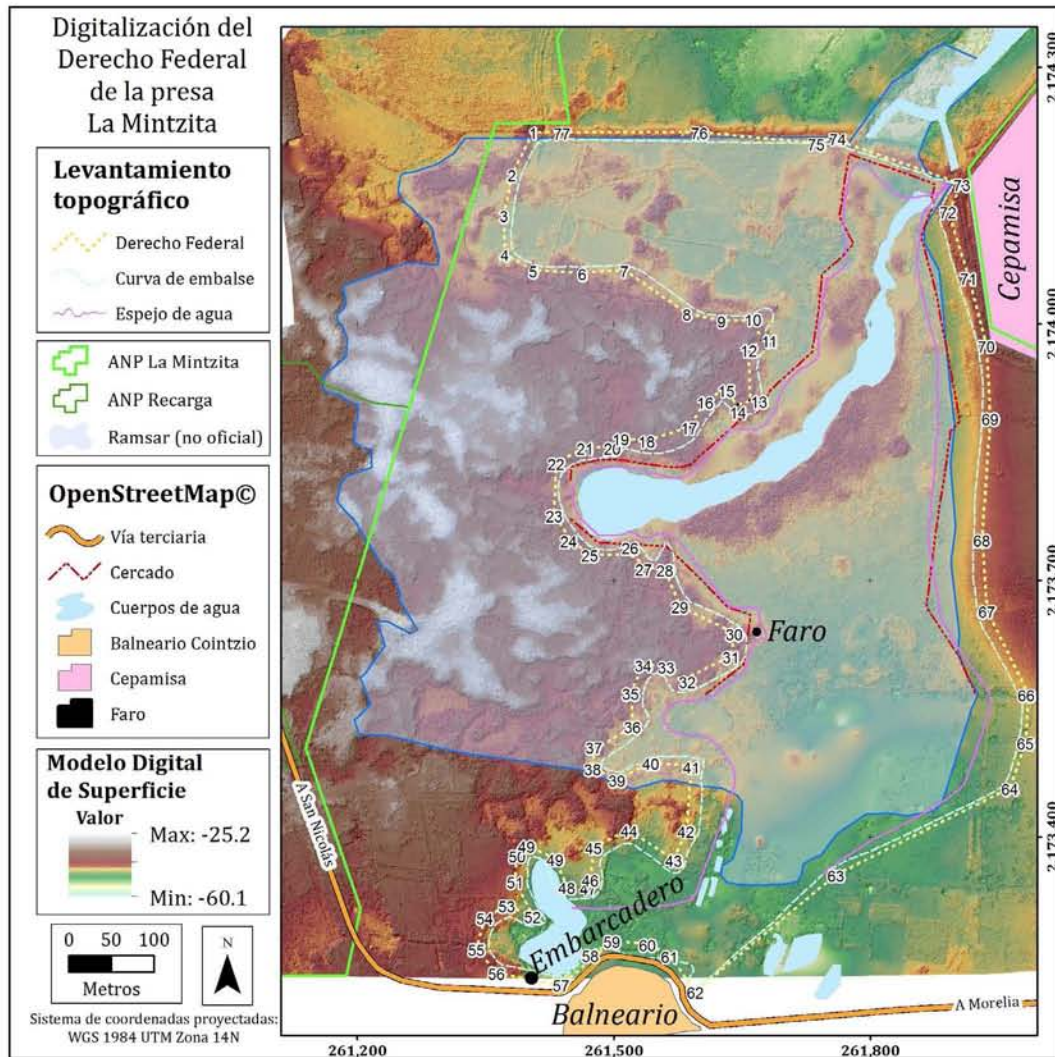 Digitalización del
Derecho Federal
de la presa
La Mintzita
Levantamiento
topográfico
Derecho Federal
Curva de embalse
Espejo de agua
ANP La Mintzita
ANP Recarga
Ramsar (no oficial)
OpenStreetMap©
Vía terciaria
Cercado
Cuerpos de agua
Balneario Cointzio
Cepamisa
Faro
Modelo Digital
de Superficie
Valor
Max: -25.2
Min: -60.1
0 50 100
Metros
N
Sistema de coordenadas proyectadas:
WGS 1984 UTM Zona 14N
1 77 76 75 74
73
72
71
70
69
68
67
66
65
64
63
2
3
4
5 6 7
8 9 10
11
12
13
14
15
16
17
18
19
20
21
22
23
24
25
26
27
28
29
30
31
32
33
34
35
36
37
38
39
40
41
42
43
44
45
46
47
48
49
49
50
51
52
53
54
55
56
57
58
59
60
61
62
Cepamisa
Faro
Embarcadero
Balneario
A San Nicolás
A Morelia
2 174 300
2 174 000
2 173 700
2 173 400
261,200
261,500
261,800